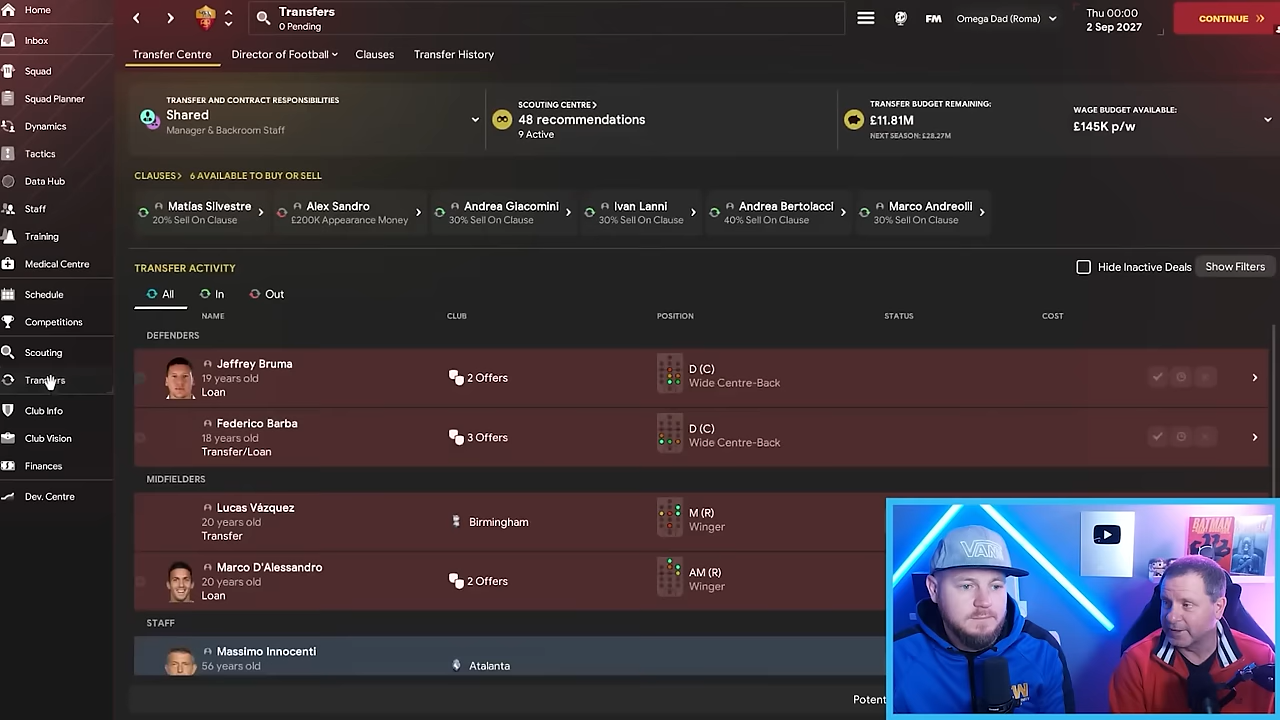 Home
Inbox
Squad
Squad Planner
Dynamics
Tactics
Data Hub
Staff
Training
Medical Centre
Schedule
Competitions
Scouting
Transfers
Club Info
Club Vision
Finances
Dev. Centre
Transfers
0 Pending
FM
Omega Dad (Roma)
Thu 00:00
2 Sep 2027
CONTINUE
Transfer Centre
Director of Football
Clauses
Transfer History
TRANSFER AND CONTRACT RESPONSIBILITIES
Shared
Manager & Backroom Staff
SCOUTING CENTRE >
48 recommendations
9 Active
TRANSFER BUDGET REMAINING:
£11.81M
NEXT SEASON: £28.27M
WAGE BUDGET AVAILABLE:
£145K p/w
CLAUSES > 6 AVAILABLE TO BUY OR SELL
Matías Silvestre
20% Sell On Clause
Alex Sandro
£200K Appearance Money
Andrea Giacomini
30% Sell On Clause
Ivan Lanni
30% Sell On Clause
Andrea Bertolacci
40% Sell On Clause
Marco Andreolli
30% Sell On Clause
TRANSFER ACTIVITY
Hide Inactive Deals
Show Filters
All
In
Out
NAME CLUB POSITION STATUS COST
DEFENDERS
Jeffrey Bruma
19 years old
Loan
2 Offers
D (C)
Wide Centre-Back
Federico Barba
18 years old
Transfer/Loan
3 Offers
D (C)
Wide Centre-Back
MIDFIELDERS
Lucas Vázquez
20 years old
Transfer
Birmingham
M (R)
Winger
Marco D'Alessandro
20 years old
Loan
2 Offers
AM (R)
Winger
STAFF
Massimo Innocenti
56 years old
Atalanta
Potent
VANS
BATMAN